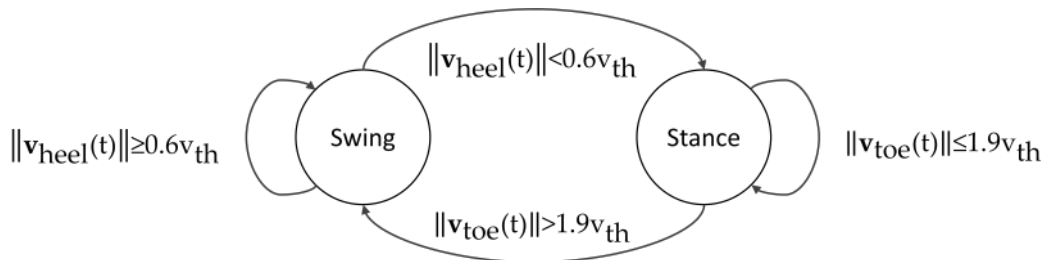 ‖v_heel(t)‖<0.6v_th
‖v_heel(t)‖≥0.6v_th
Swing
Stance
‖v_toe(t)‖≤1.9v_th
‖v_toe(t)‖>1.9v_th